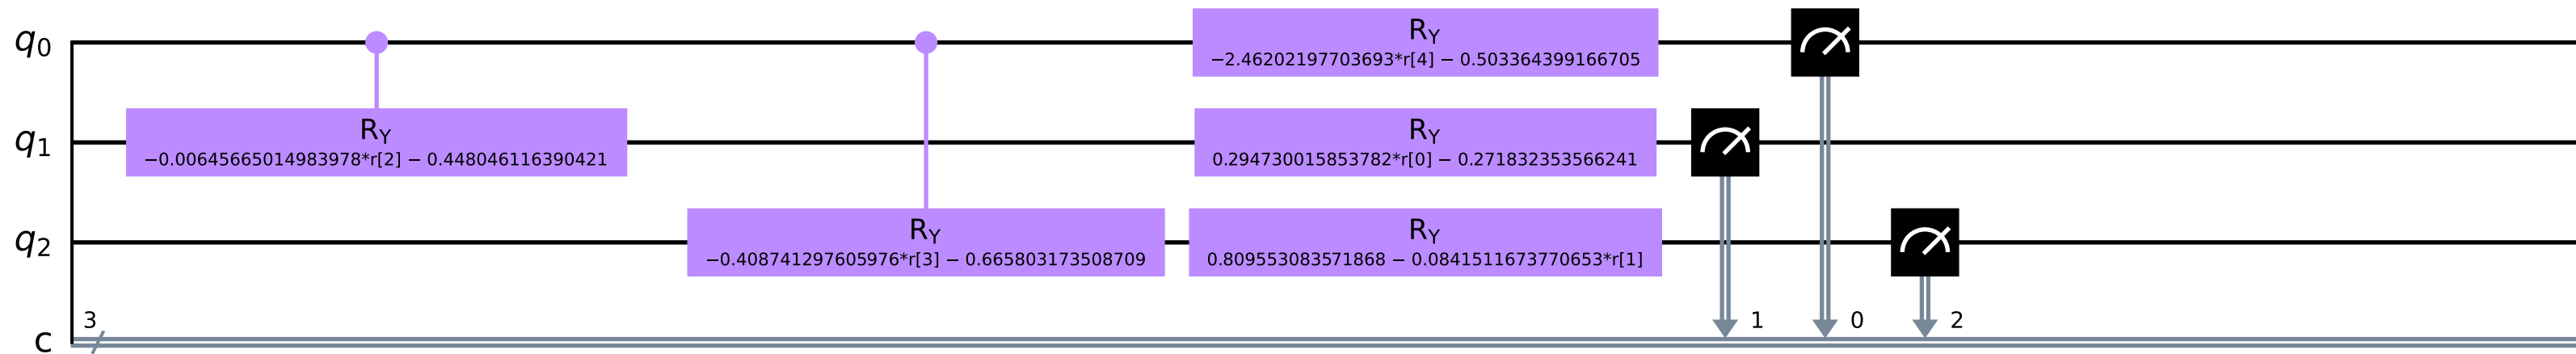 q0
RY
−2.46202197703693*r[4] − 0.503364399166705
q1
RY
−0.00645665014983978*r[2] − 0.448046116390421
RY
0.294730015853782*r[0] − 0.271832353566241
q2
RY
−0.408741297605976*r[3] − 0.665803173508709
RY
0.809553083571868 − 0.0841511673770653*r[1]
c
3
1
0
2